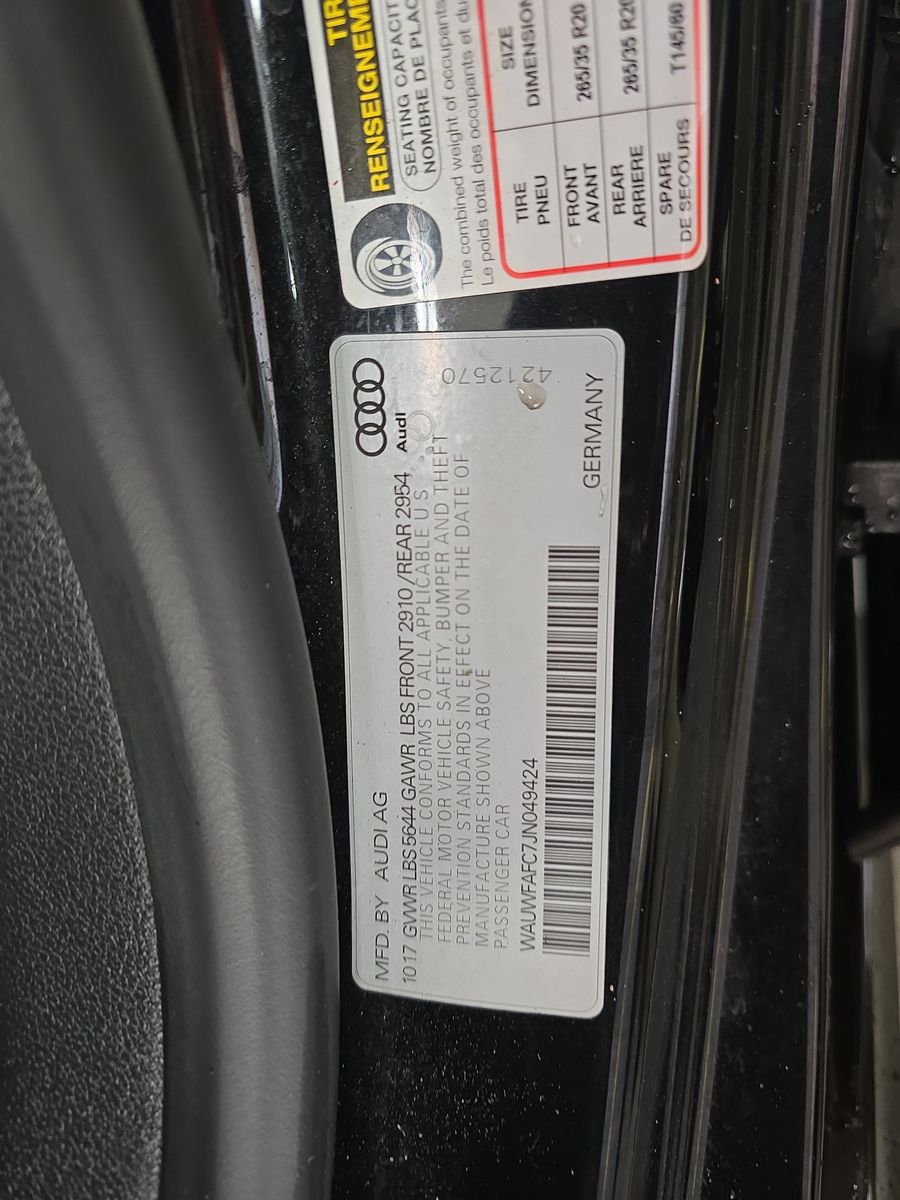 MFD. BY AUDI AG
10 17 GVWR LBS 5644 GAWR LBS FRONT 2910/REAR 2954
THIS VEHICLE CONFORMS TO ALL APPLICABLE U S
FEDERAL MOTOR VEHICLE SAFETY, BUMPER AND THEFT
PREVENTION STANDARDS IN EFFECT ON THE DATE OF
MANUFACTURE SHOWN ABOVE
PASSENGER CAR
WAUWFAFC7JN049424
Audi
4212570
GERMANY
TIR
RENSEIGNEME
SEATING CAPACIT
NOMBRE DE PLAC
The combined weight of occupants
Le poids total des occupants et du
TIRE SIZE
PNEU DIMENSION
FRONT 265/35 R20
AVANT
REAR 265/35 R20
ARRIERE
SPARE T145/60
DE SECOURS